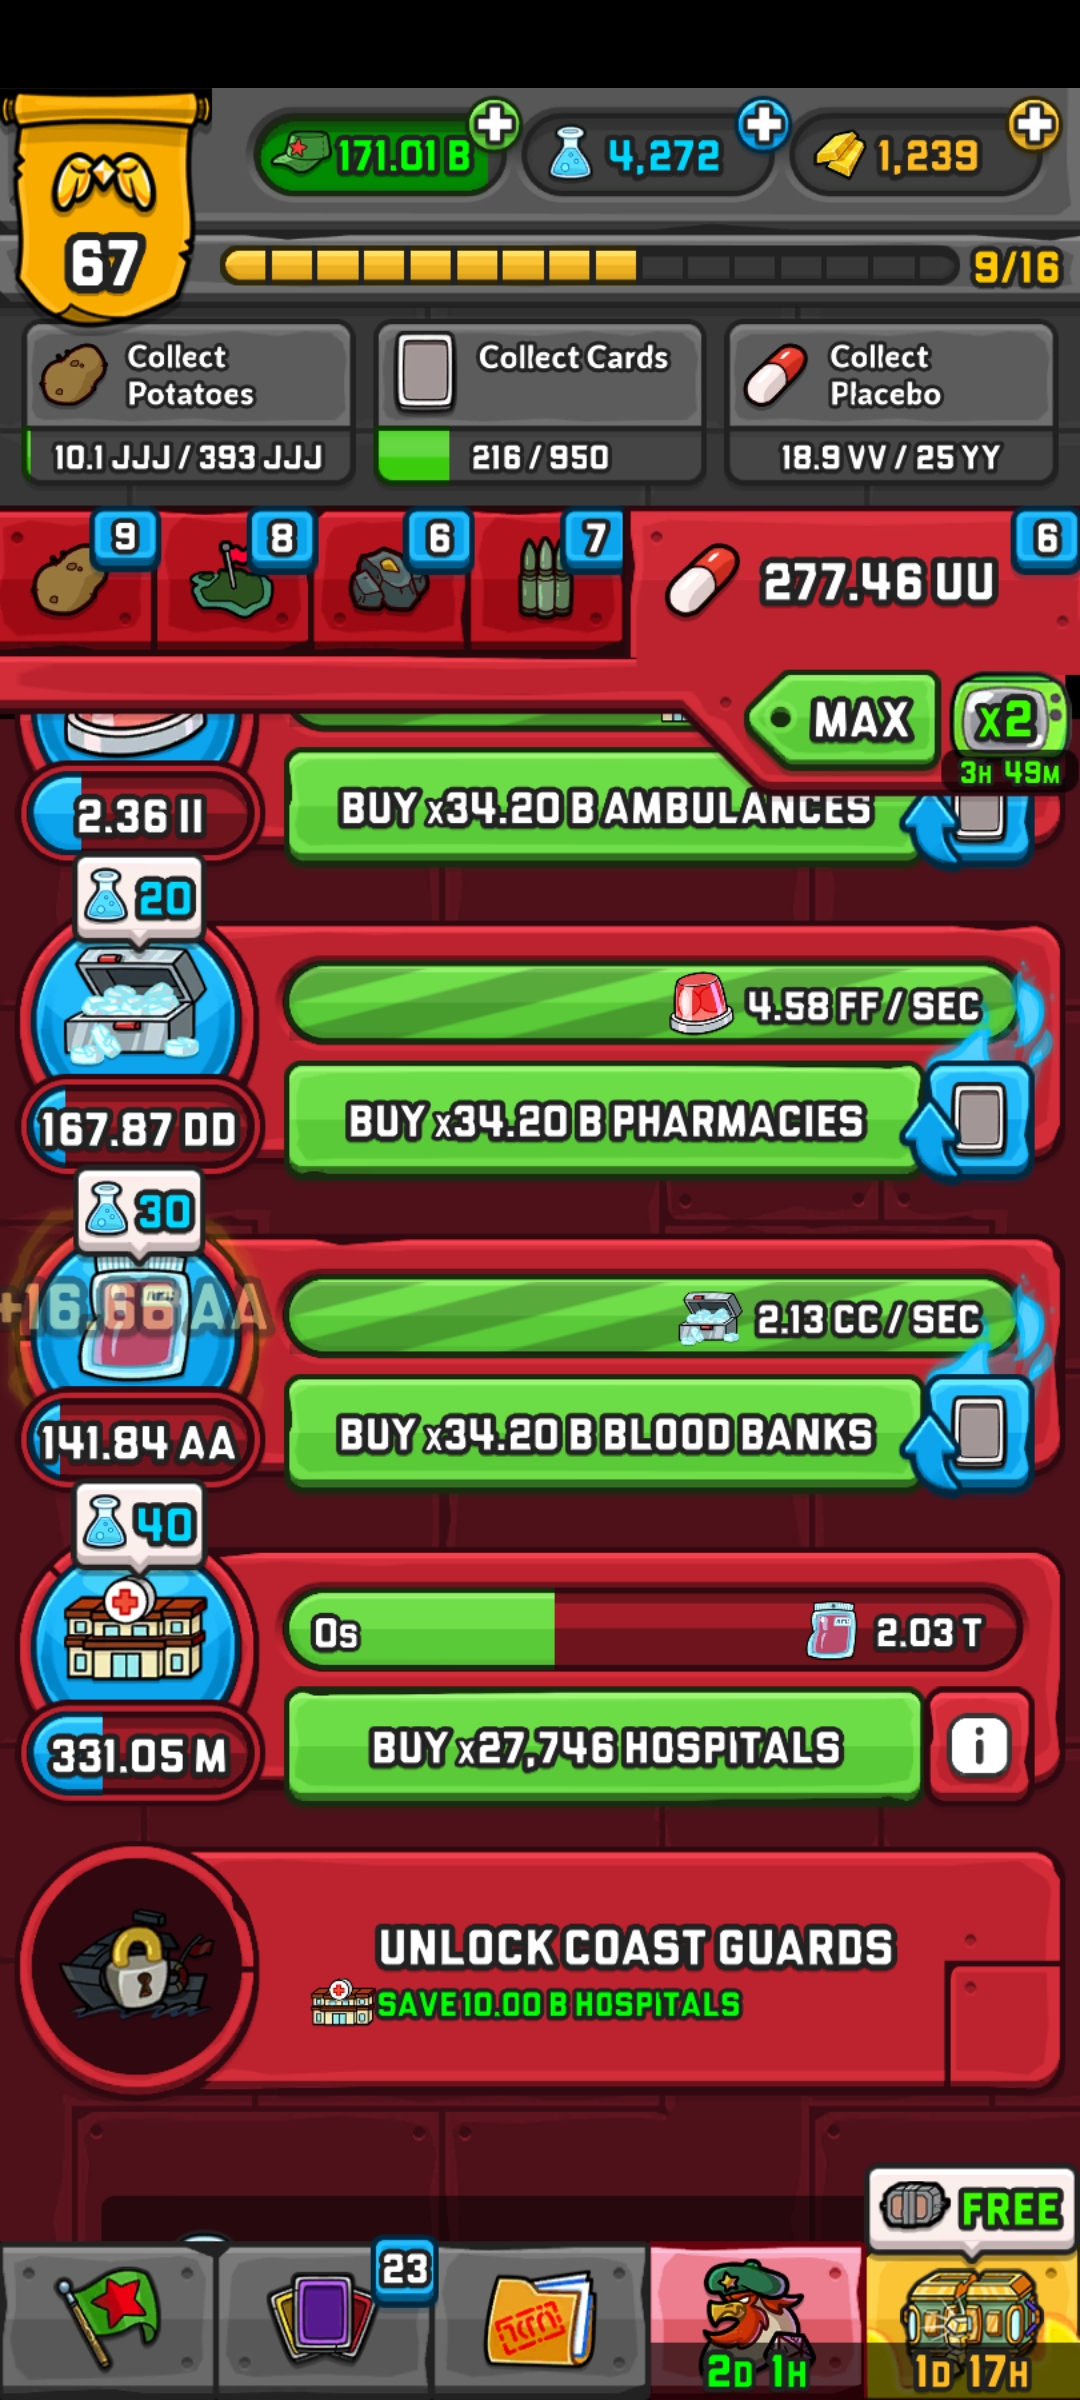 171.01 B
4,272
1,239
67
9/16
Collect
Potatoes
10.1 JJJ / 393 JJJ
Collect Cards
216 / 950
Collect
Placebo
18.9 VV / 25 YY
9
8
6
7
277.46 UU
6
MAX
x2
3H 49M
2.36 II
BUY x34.20 B AMBULANCES
20
4.58 FF / SEC
167.87 DD
BUY x34.20 B PHARMACIES
30
+16.66 AA
2.13 CC / SEC
141.84 AA
BUY x34.20 B BLOOD BANKS
40
0s
2.03 T
331.05 M
BUY x27,746 HOSPITALS
i
UNLOCK COAST GUARDS
SAVE 10.00 B HOSPITALS
FREE
23
2D 1H
1D 17H